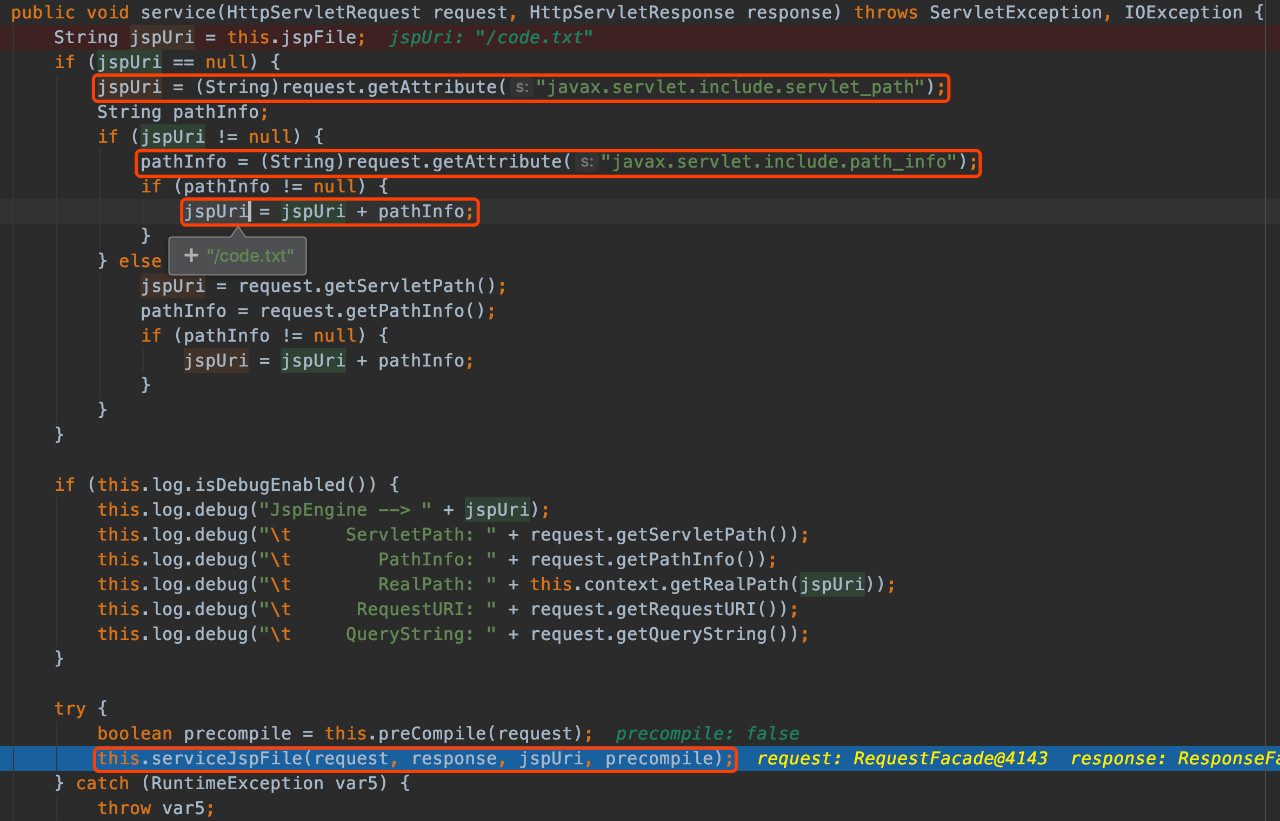 public void service(HttpServletRequest request, HttpServletResponse response) throws ServletException, IOException {
    String jspUri = this.jspFile;  jspUri: "/code.txt"
    if (jspUri == null) {
        jspUri = (String)request.getAttribute( s: "javax.servlet.include.servlet_path");
        String pathInfo;
        if (jspUri != null) {
            pathInfo = (String)request.getAttribute( s: "javax.servlet.include.path_info");
            if (pathInfo != null) {
                jspUri = jspUri + pathInfo;
            }
+ "/code.txt"
        } else
            jspUri = request.getServletPath();
            pathInfo = request.getPathInfo();
            if (pathInfo != null) {
                jspUri = jspUri + pathInfo;
            }
        }
    }
    if (this.log.isDebugEnabled()) {
        this.log.debug("JspEngine --> " + jspUri);
        this.log.debug("\t     ServletPath: " + request.getServletPath());
        this.log.debug("\t        PathInfo: " + request.getPathInfo());
        this.log.debug("\t        RealPath: " + this.context.getRealPath(jspUri));
        this.log.debug("\t      RequestURI: " + request.getRequestURI());
        this.log.debug("\t     QueryString: " + request.getQueryString());
    }
    try {
        boolean precompile = this.preCompile(request);  precompile: false
        this.serviceJspFile(request, response, jspUri, precompile);  request: RequestFacade@4143  response: ResponseFa
    } catch (RuntimeException var5) {
        throw var5;